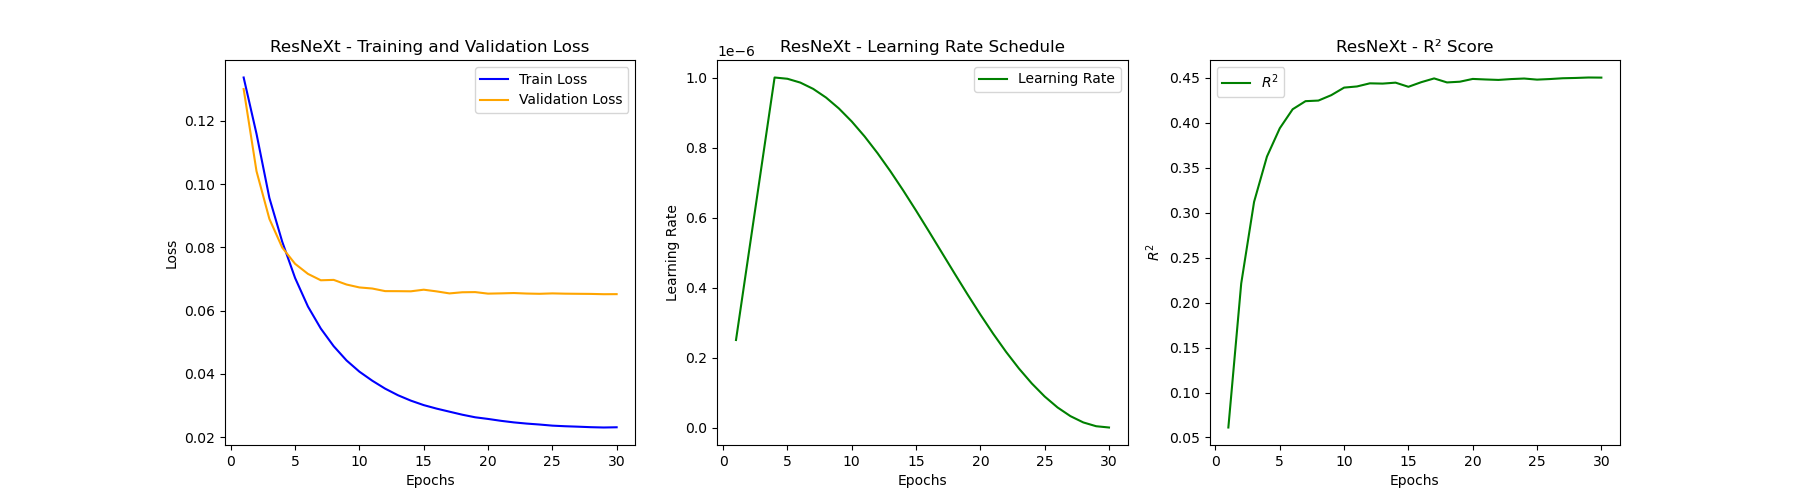 ResNeXt - Training and Validation Loss
Train Loss
Validation Loss
0.12
0.10
0.08
0.06
0.04
0.02
Loss
0 5 10 15 20 25 30
Epochs
ResNeXt - Learning Rate Schedule
1e−6
Learning Rate
1.0
0.8
0.6
0.4
0.2
0.0
Learning Rate
0 5 10 15 20 25 30
Epochs
ResNeXt - R² Score
R²
0.45
0.40
0.35
0.30
0.25
0.20
0.15
0.10
0.05
R²
0 5 10 15 20 25 30
Epochs